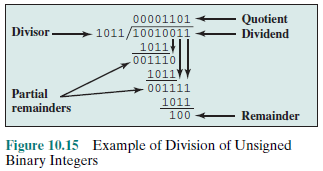 00001101 Quotient
Divisor 1011/10010011 Dividend
1011
001110
1011
Partial 001111
remainders 1011
100 Remainder
Figure 10.15 Example of Division of Unsigned
Binary Integers